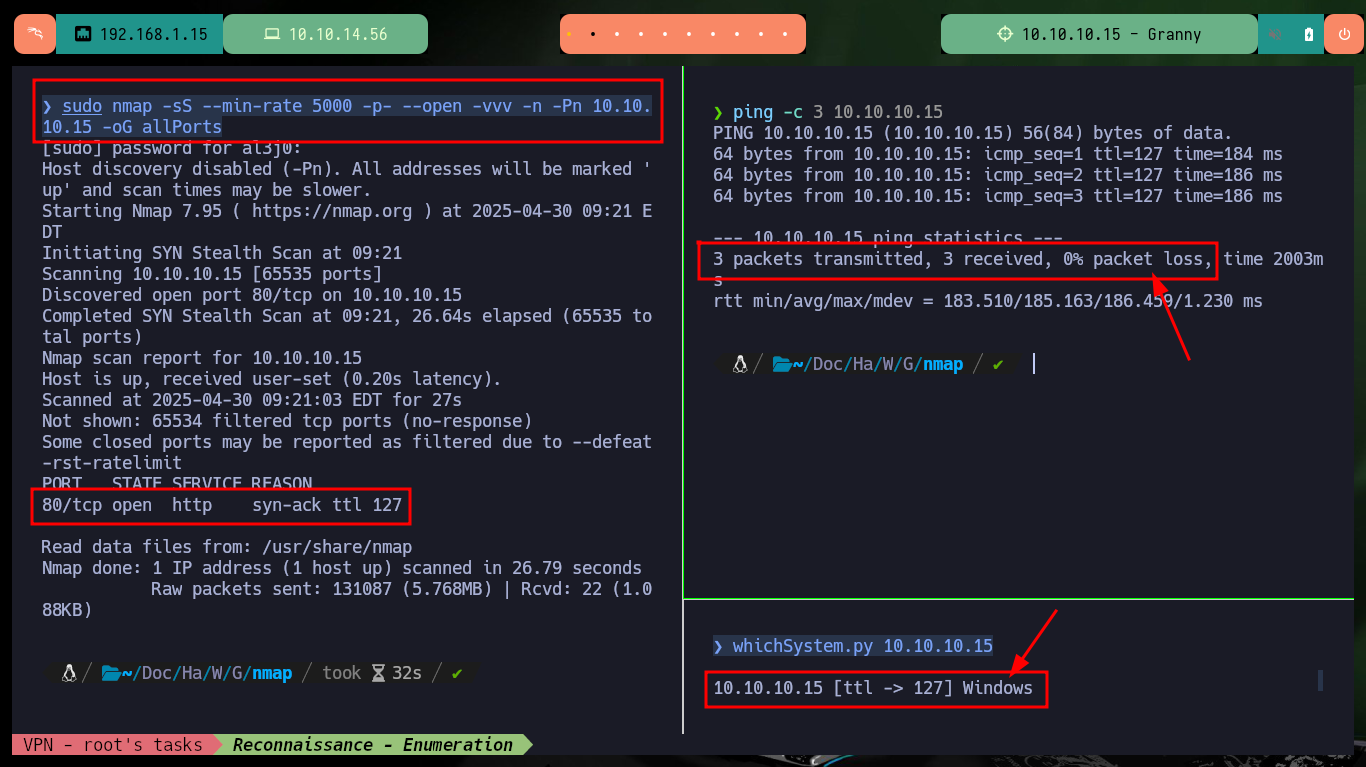 192.168.1.15
10.10.14.56
10.10.10.15 - Granny
❯ sudo nmap -sS --min-rate 5000 -p- --open -vvv -n -Pn 10.10.
10.15 -oG allPorts
[sudo] password for al3j0:
Host discovery disabled (-Pn). All addresses will be marked '
up' and scan times may be slower.
Starting Nmap 7.95 ( https://nmap.org ) at 2025-04-30 09:21 E
DT
Initiating SYN Stealth Scan at 09:21
Scanning 10.10.10.15 [65535 ports]
Discovered open port 80/tcp on 10.10.10.15
Completed SYN Stealth Scan at 09:21, 26.64s elapsed (65535 to
tal ports)
Nmap scan report for 10.10.10.15
Host is up, received user-set (0.20s latency).
Scanned at 2025-04-30 09:21:03 EDT for 27s
Not shown: 65534 filtered tcp ports (no-response)
Some closed ports may be reported as filtered due to --defeat
-rst-ratelimit
PORT   STATE SERVICE REASON
80/tcp open  http    syn-ack ttl 127
Read data files from: /usr/share/nmap
Nmap done: 1 IP address (1 host up) scanned in 26.79 seconds
Raw packets sent: 131087 (5.768MB) | Rcvd: 22 (1.0
88KB)
/ ~/Doc/Ha/W/G/nmap / took 32s / ✔
❯ ping -c 3 10.10.10.15
PING 10.10.10.15 (10.10.10.15) 56(84) bytes of data.
64 bytes from 10.10.10.15: icmp_seq=1 ttl=127 time=184 ms
64 bytes from 10.10.10.15: icmp_seq=2 ttl=127 time=186 ms
64 bytes from 10.10.10.15: icmp_seq=3 ttl=127 time=186 ms
--- 10.10.10.15 ping statistics ---
3 packets transmitted, 3 received, 0% packet loss, time 2003m
s
rtt min/avg/max/mdev = 183.510/185.163/186.459/1.230 ms
/ ~/Doc/Ha/W/G/nmap / ✔
❯ whichSystem.py 10.10.10.15
10.10.10.15 [ttl -> 127] Windows
VPN - root's tasks
Reconnaissance - Enumeration